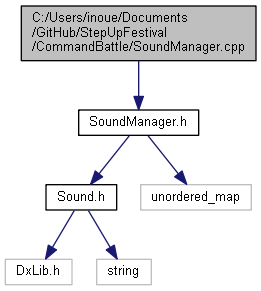 C:/Users/inoue/Documents
/GitHub/StepUpFestival
/CommandBattle/SoundManager.cpp
SoundManager.h
Sound.h
unordered_map
DxLib.h
string